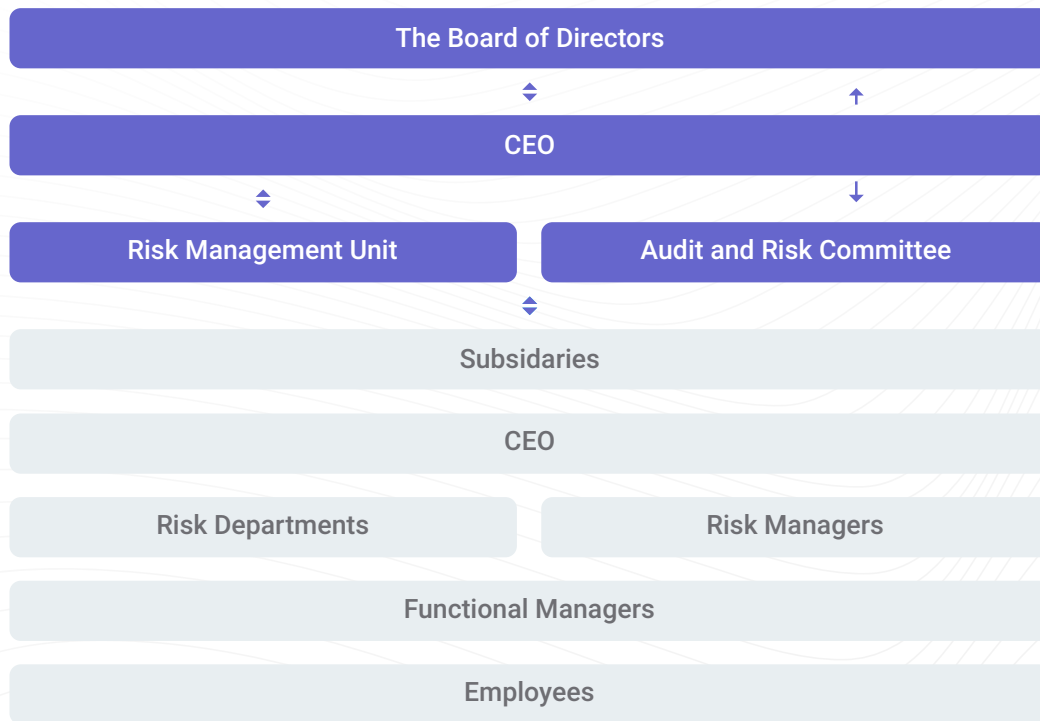 The Board of Directors
CEO
Risk Management Unit
Audit and Risk Committee
Subsidaries
CEO
Risk Departments
Risk Managers
Functional Managers
Employees